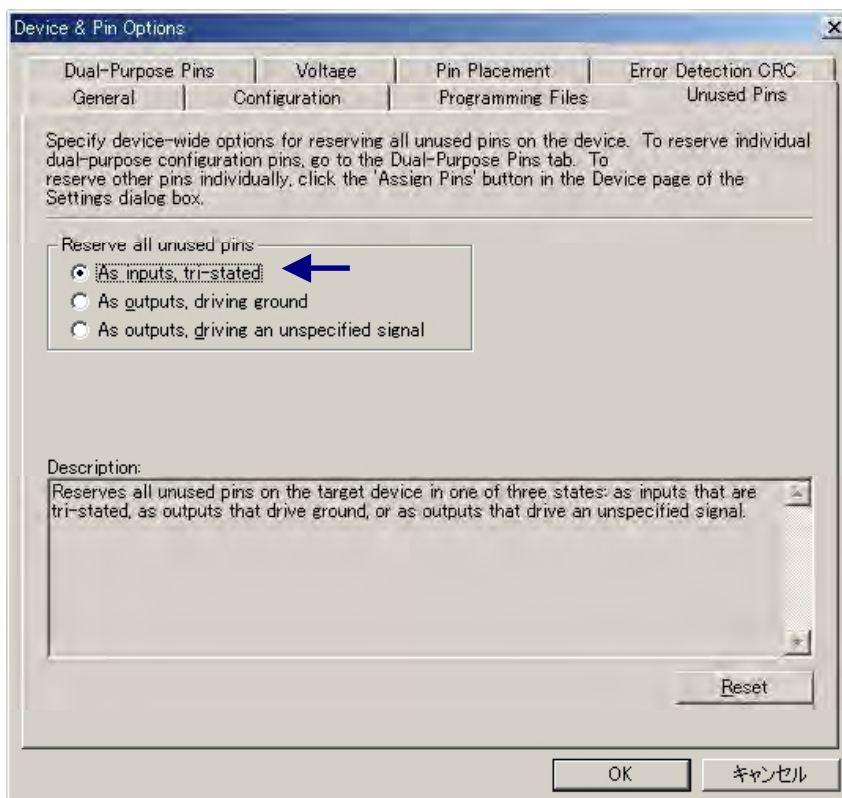 Device & Pin Options
Dual-Purpose Pins Voltage Pin Placement Error Detection CRC
General Configuration Programming Files Unused Pins
Specify device-wide options for reserving all unused pins on the device. To reserve individual
dual-purpose configuration pins, go to the Dual-Purpose Pins tab. To
reserve other pins individually, click the 'Assign Pins' button in the Device page of the
Settings dialog box.
Reserve all unused pins
As inputs, tri-stated
As outputs, driving ground
As outputs, driving an unspecified signal
Description:
Reserves all unused pins on the target device in one of three states: as inputs that are
tri-stated, as outputs that drive ground, or as outputs that drive an unspecified signal.
Reset
OK キャンセル